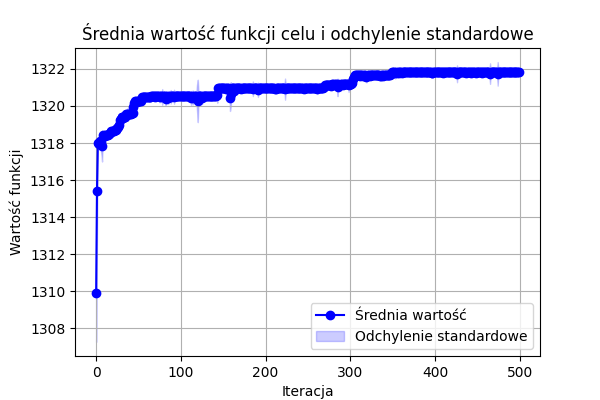 Średnia wartość funkcji celu i odchylenie standardowe
Wartość funkcji
1322
1320
1318
1316
1314
1312
1310
1308
Średnia wartość
Odchylenie standardowe
0 100 200 300 400 500
Iteracja